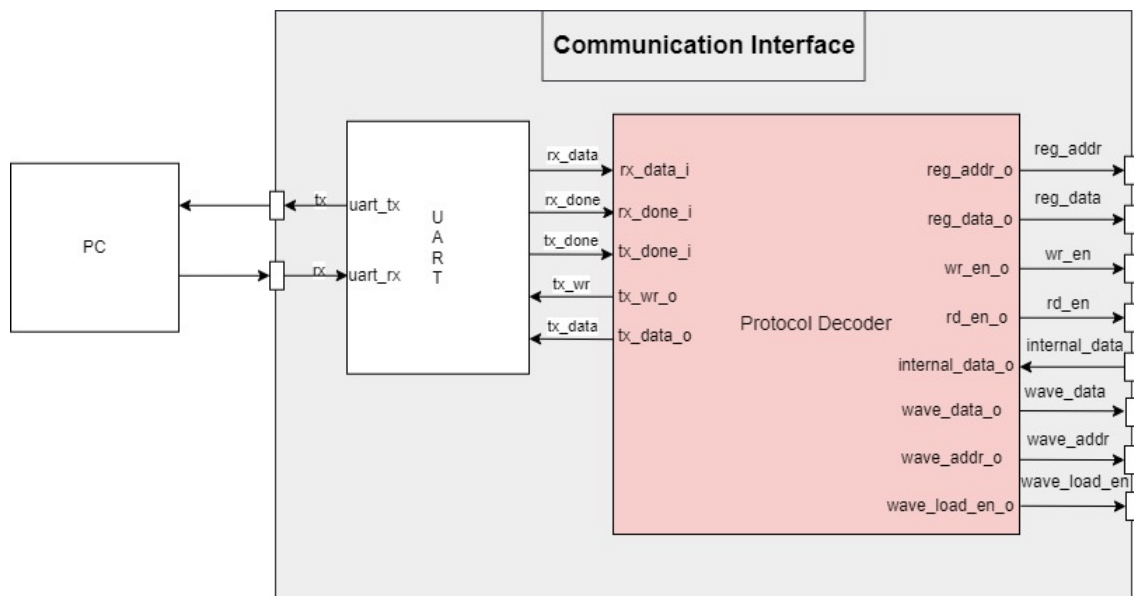 Communication Interface
PC
tx
rx
uart_tx
uart_rx
U
A
R
T
rx_data
rx_done
tx_done
tx_wr
tx_data
rx_data_i
rx_done_i
tx_done_i
tx_wr_o
tx_data_o
Protocol Decoder
reg_addr_o
reg_data_o
wr_en_o
rd_en_o
internal_data_o
wave_data_o
wave_addr_o
wave_load_en_o
reg_addr
reg_data
wr_en
rd_en
internal_data
wave_data
wave_addr
wave_load_en